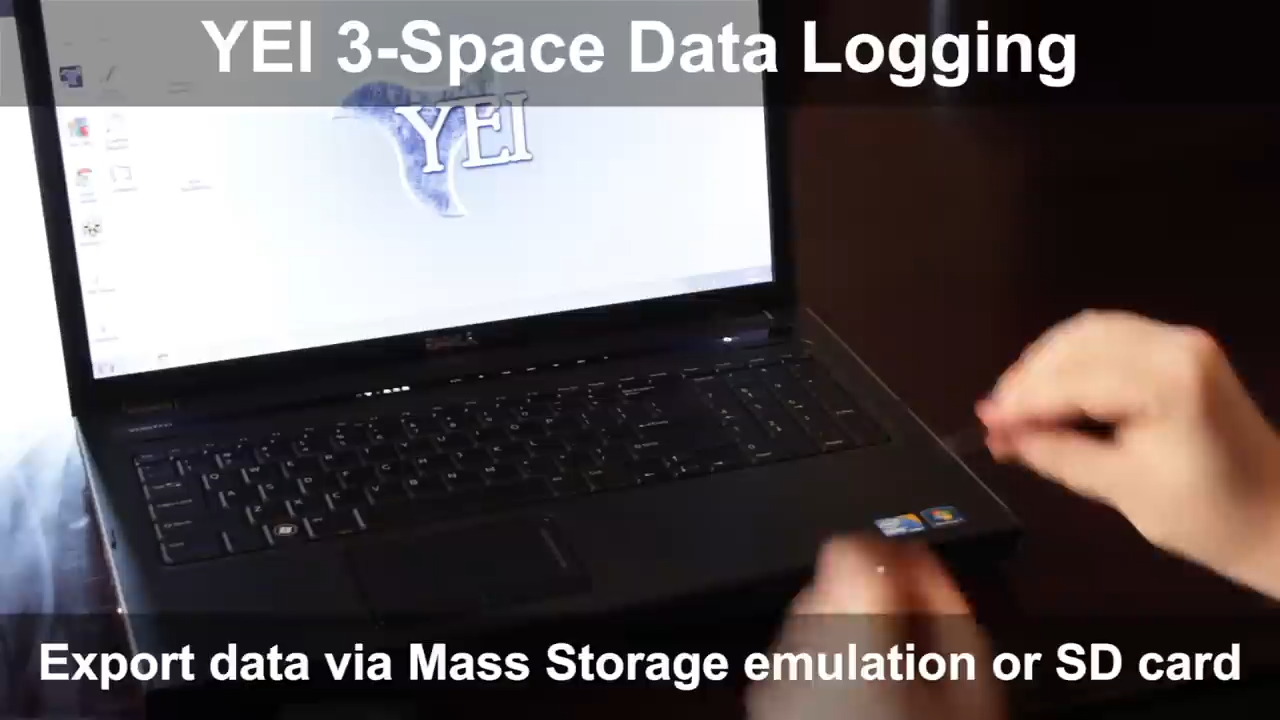 YEI 3-Space Data Logging
YEI
Export data via Mass Storage emulation or SD card